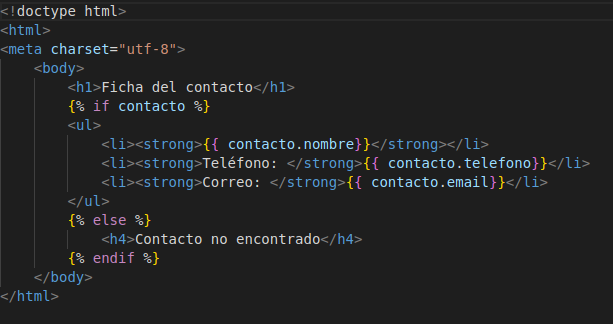 <!doctype html>
<html>
<meta charset="utf-8">
    <body>
        <h1>Ficha del contacto</h1>
        {% if contacto %}
        <ul>
            <li><strong>{{ contacto.nombre}}</strong></li>
            <li><strong>Teléfono: </strong>{{ contacto.telefono}}</li>
            <li><strong>Correo: </strong>{{ contacto.email}}</li>
        </ul>
        {% else %}
            <h4>Contacto no encontrado</h4>
        {% endif %}
    </body>
</html>